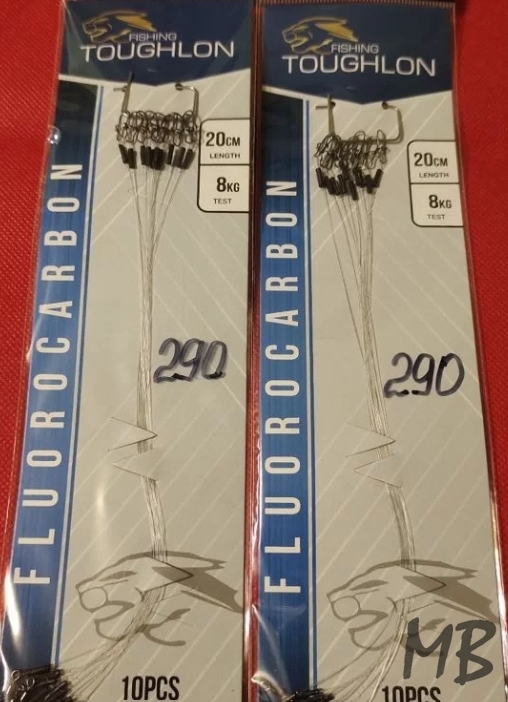 FISHING
TOUGHLON
20CM
LENGTH
8KG
TEST
FLUOROCARBON
290
10PCS
FISHING
TOUGHLON
20CM
LENGTH
8KG
TEST
FLUOROCARBON
290
10PCS
MB